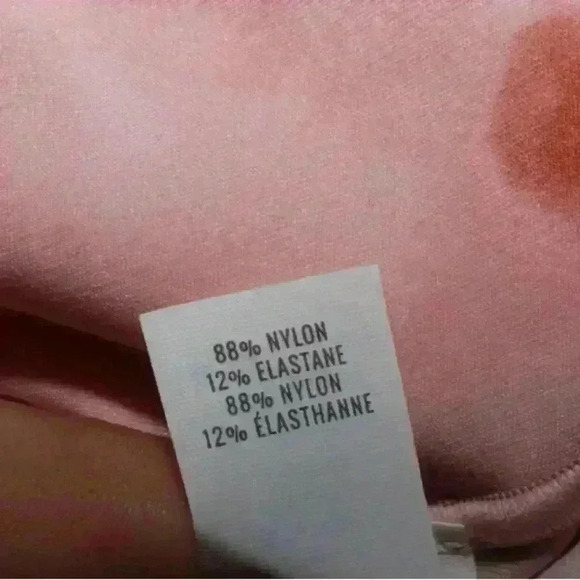 88% NYLON
12% ELASTANE
88% NYLON
12% ÉLASTHANNE